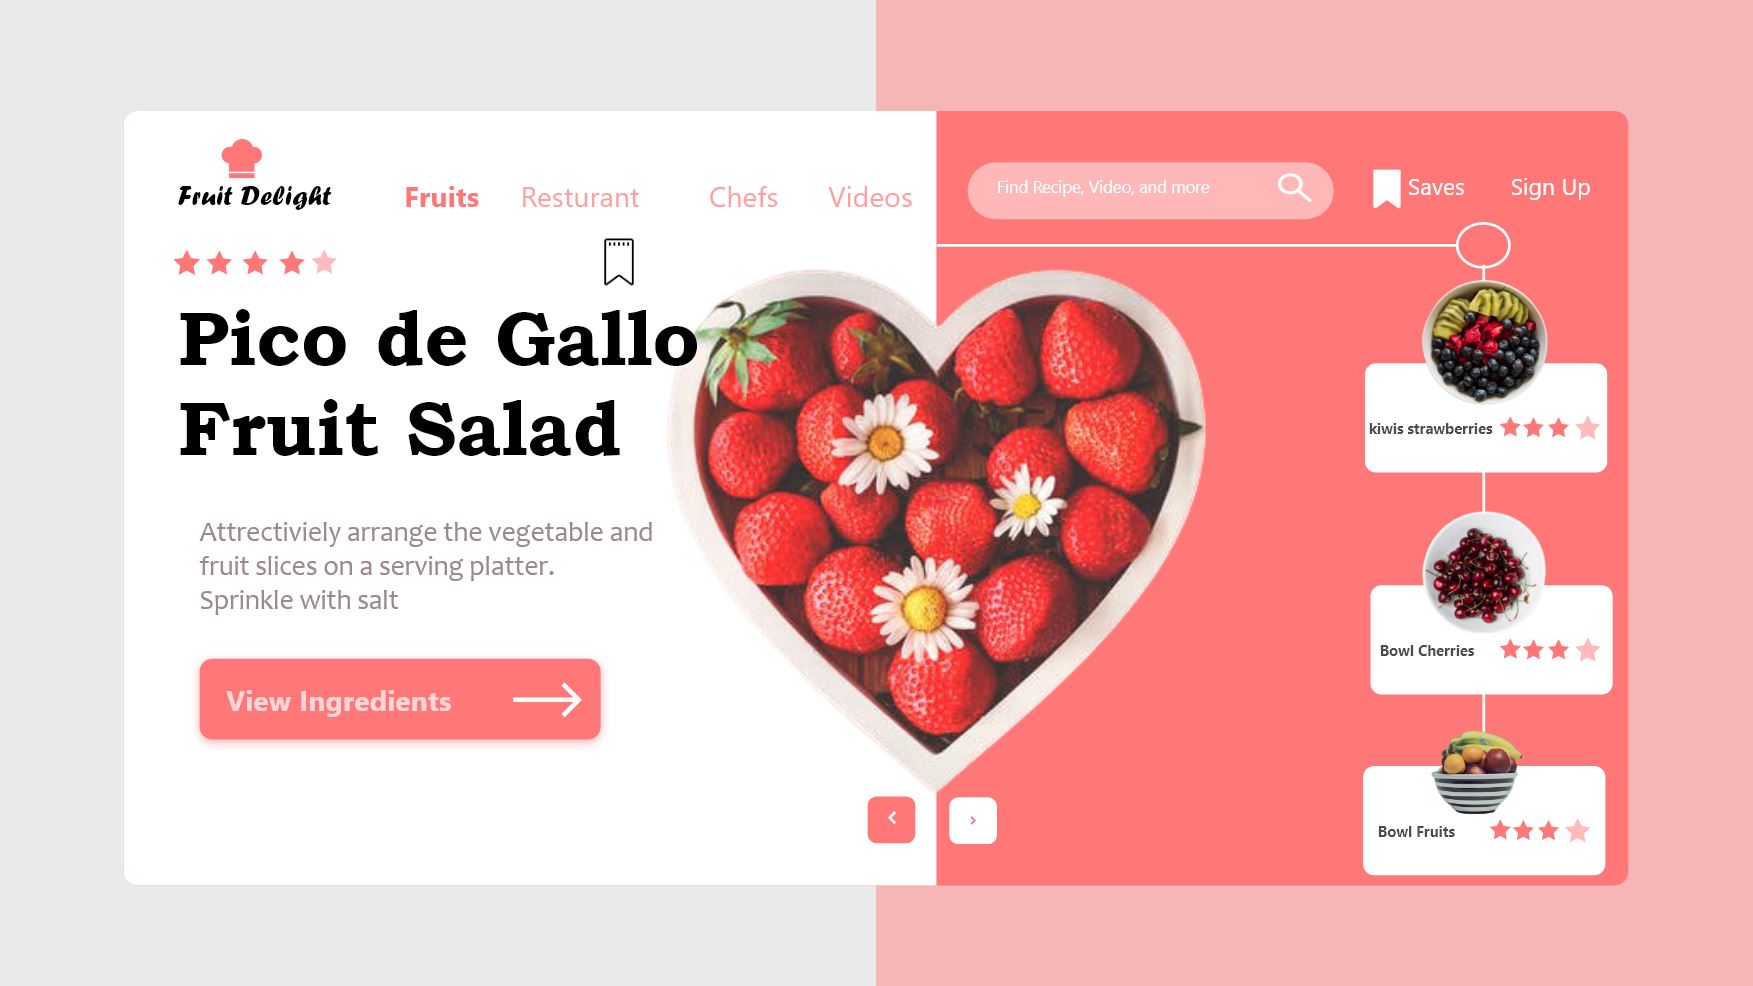 Fruit Delight
Fruits
Resturant
Chefs
Videos
Find Recipe, Video, and more
Saves
Sign Up
Pico de Gallo
Fruit Salad
Attrectiviely arrange the vegetable and
fruit slices on a serving platter.
Sprinkle with salt
View Ingredients
kiwis strawberries
Bowl Cherries
Bowl Fruits